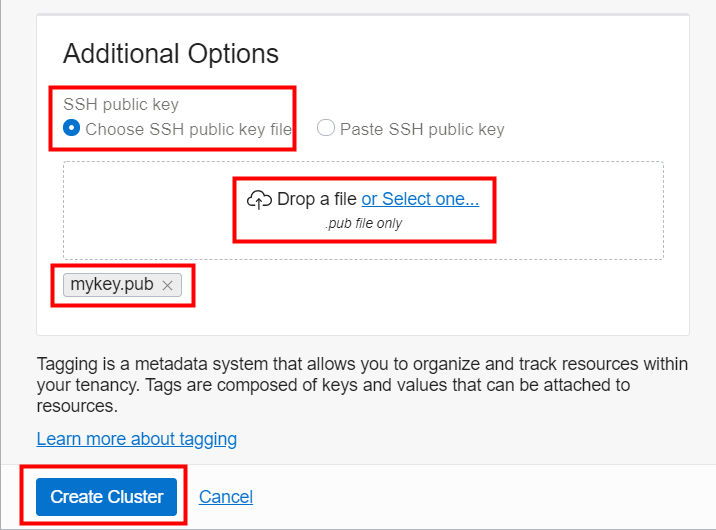 Additional Options
SSH public key
Choose SSH public key file
Paste SSH public key
Drop a file or Select one...
.pub file only
mykey.pub
Tagging is a metadata system that allows you to organize and track resources within
your tenancy. Tags are composed of keys and values that can be attached to
resources.
Learn more about tagging
Create Cluster
Cancel